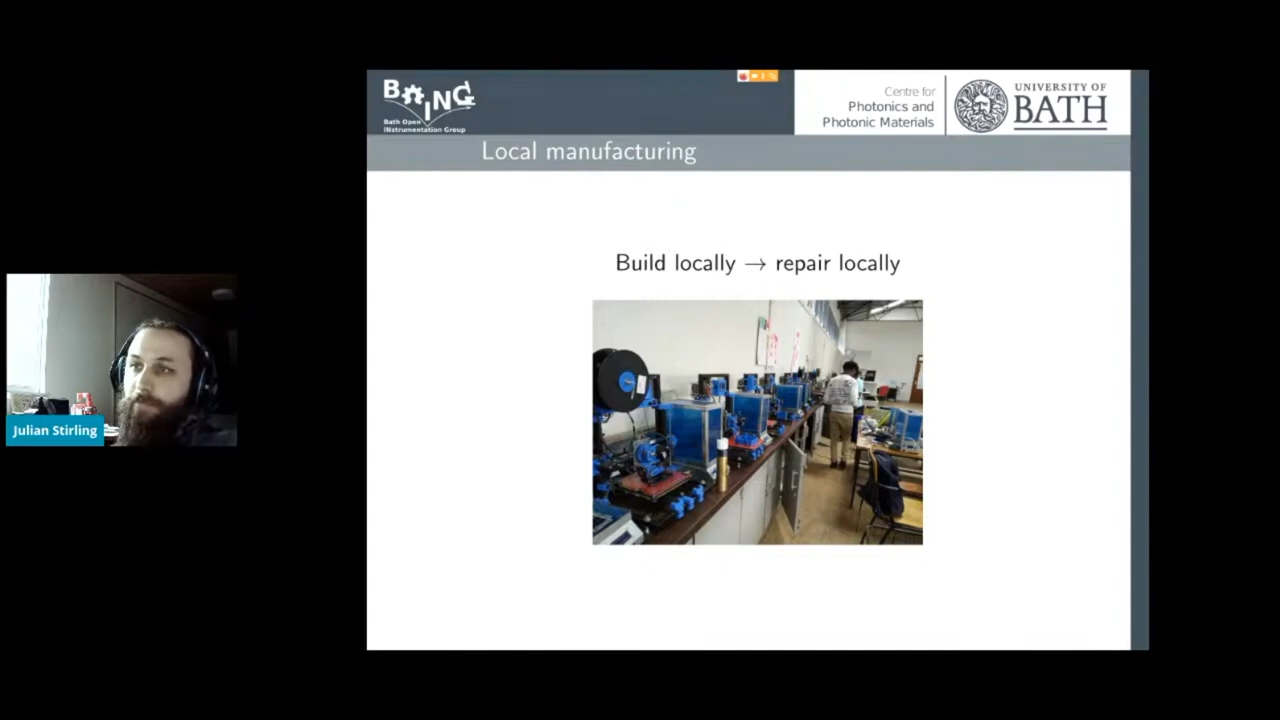 BOING
Bath Open
INstrumentation Group
Centre for
Photonics and
Photonic Materials
UNIVERSITY OF
BATH
Local manufacturing
Build locally → repair locally
Julian Stirling